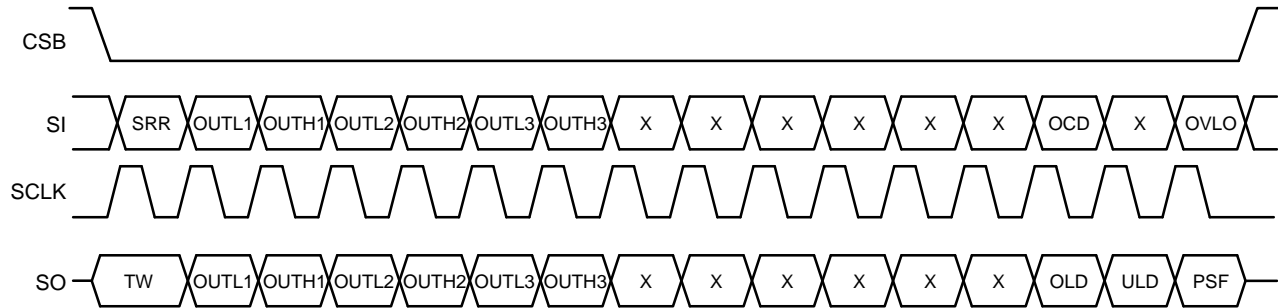 CSB
SI SRR OUTL1 OUTH1 OUTL2 OUTH2 OUTL3 OUTH3 X X X X X X OCD X OVLO
SCLK
SO TW OUTL1 OUTH1 OUTL2 OUTH2 OUTL3 OUTH3 X X X X X X OLD ULD PSF